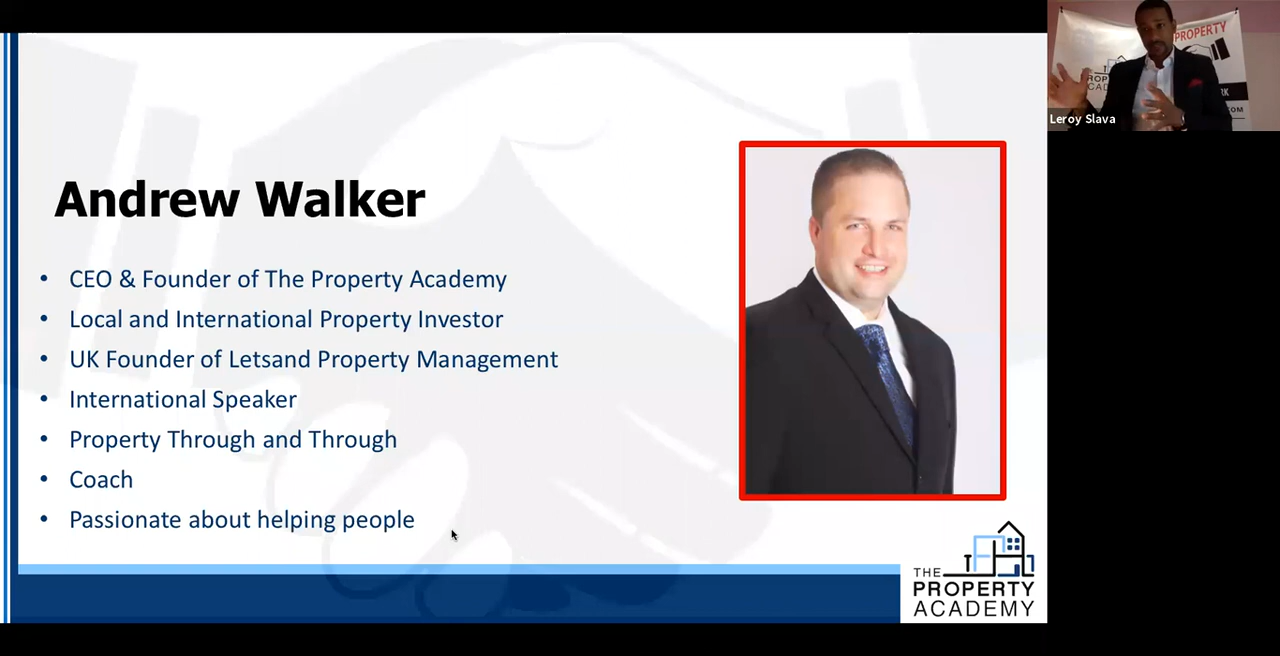 Andrew Walker
• CEO & Founder of The Property Academy
• Local and International Property Investor
• UK Founder of Letsand Property Management
• International Speaker
• Property Through and Through
• Coach
• Passionate about helping people
THE
PROPERTY
ACADEMY
PROPERTY
Leroy Slava